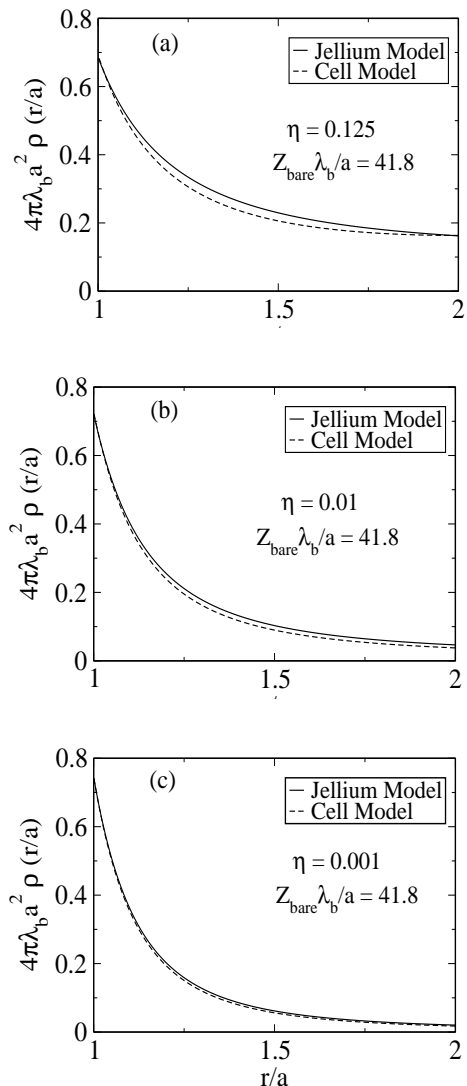 (a)
Jellium Model
Cell Model
η = 0.125
Z_bare λ_b/a = 41.8
4πλ_b a² ρ (r/a)
0.8
0.6
0.4
0.2
0
1
1.5
2
(b)
Jellium Model
Cell Model
η = 0.01
Z_bare λ_b/a = 41.8
4πλ_b a² ρ (r/a)
0.8
0.6
0.4
0.2
0
1
1.5
2
(c)
Jellium Model
Cell Model
η = 0.001
Z_bare λ_b/a = 41.8
4πλ_b a² ρ (r/a)
0.8
0.6
0.4
0.2
0
1
1.5
2
r/a